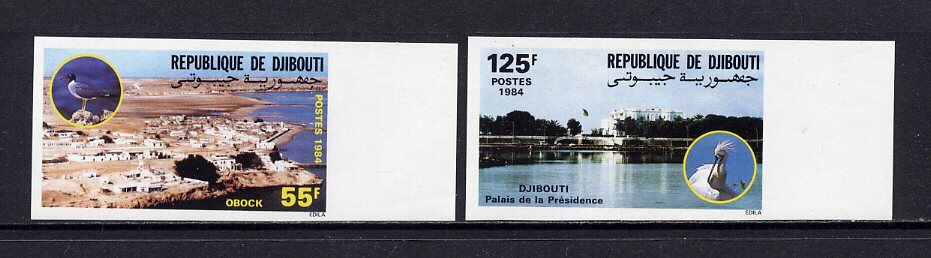 REPUBLIQUE DE DJIBOUTI
جمهورية جيبوتي
POSTES 1984
55F
OBOCK
EDILA
125F
POSTES
1984
REPUBLIQUE DE DJIBOUTI
جمهورية جيبوتي
DJIBOUTI
Palais de la Présidence
EDILA